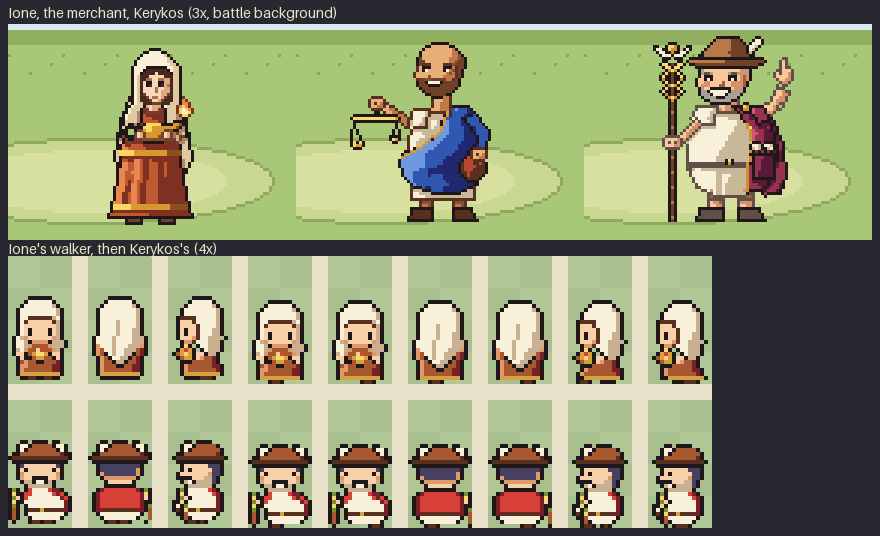 Ione, the merchant, Kerykos (3x, battle background)
Ione's walker, then Kerykos's (4x)